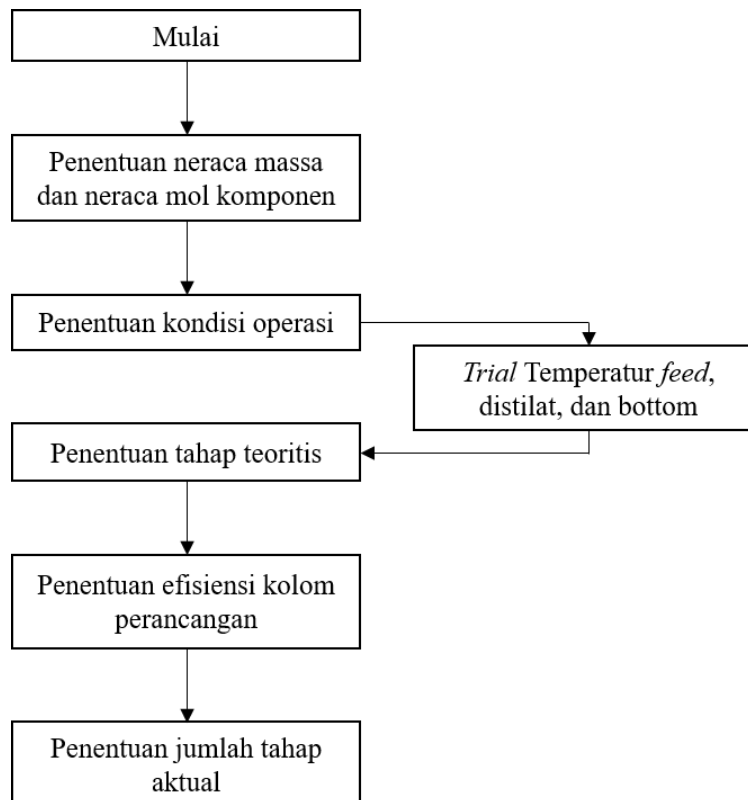 Mulai
Penentuan neraca massa
dan neraca mol komponen
Penentuan kondisi operasi
Trial Temperatur feed,
distilat, dan bottom
Penentuan tahap teoritis
Penentuan efisiensi kolom
perancangan
Penentuan jumlah tahap
aktual